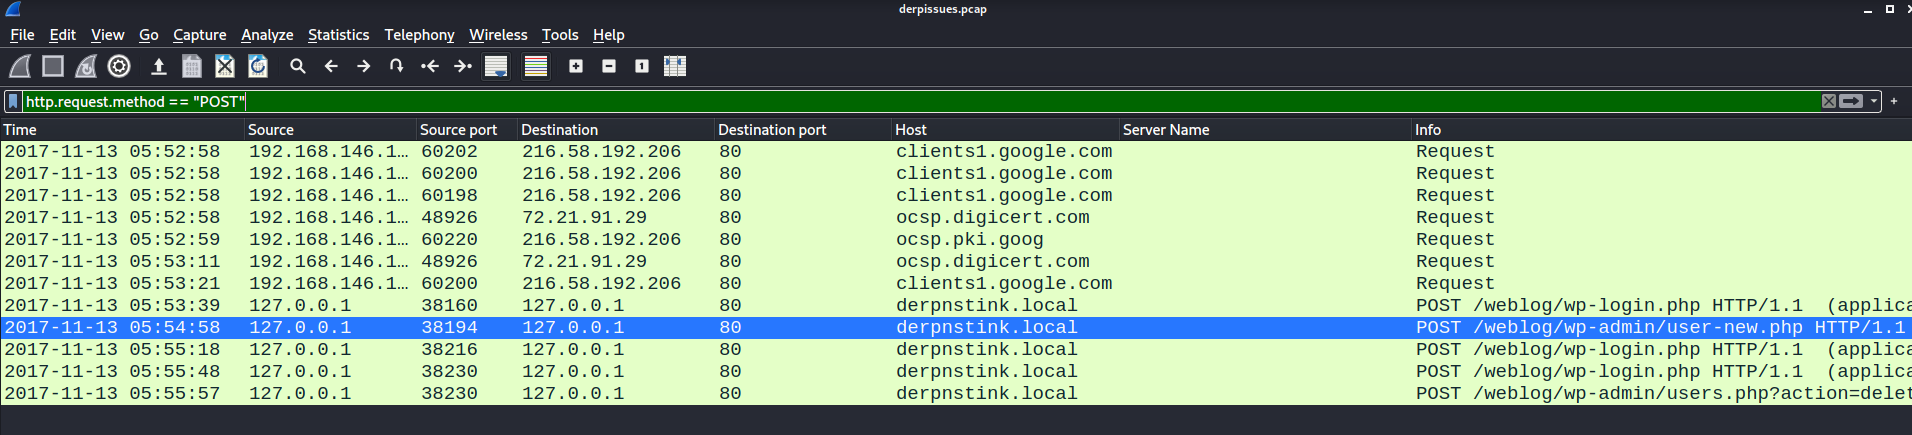 derpissues.pcap
File Edit View Go Capture Analyze Statistics Telephony Wireless Tools Help
http.request.method == "POST"
Time Source Source port Destination Destination port Host Server Name Info
2017-11-13 05:52:58 192.168.146.1… 60202 216.58.192.206 80 clients1.google.com Request
2017-11-13 05:52:58 192.168.146.1… 60200 216.58.192.206 80 clients1.google.com Request
2017-11-13 05:52:58 192.168.146.1… 60198 216.58.192.206 80 clients1.google.com Request
2017-11-13 05:52:58 192.168.146.1… 48926 72.21.91.29 80 ocsp.digicert.com Request
2017-11-13 05:52:59 192.168.146.1… 60220 216.58.192.206 80 ocsp.pki.goog Request
2017-11-13 05:53:11 192.168.146.1… 48926 72.21.91.29 80 ocsp.digicert.com Request
2017-11-13 05:53:21 192.168.146.1… 60200 216.58.192.206 80 clients1.google.com Request
2017-11-13 05:53:39 127.0.0.1 38160 127.0.0.1 80 derpnstink.local POST /weblog/wp-login.php HTTP/1.1 (applica
2017-11-13 05:54:58 127.0.0.1 38194 127.0.0.1 80 derpnstink.local POST /weblog/wp-admin/user-new.php HTTP/1.1
2017-11-13 05:55:18 127.0.0.1 38216 127.0.0.1 80 derpnstink.local POST /weblog/wp-login.php HTTP/1.1 (applica
2017-11-13 05:55:48 127.0.0.1 38230 127.0.0.1 80 derpnstink.local POST /weblog/wp-login.php HTTP/1.1 (applica
2017-11-13 05:55:57 127.0.0.1 38230 127.0.0.1 80 derpnstink.local POST /weblog/wp-admin/users.php?action=delet